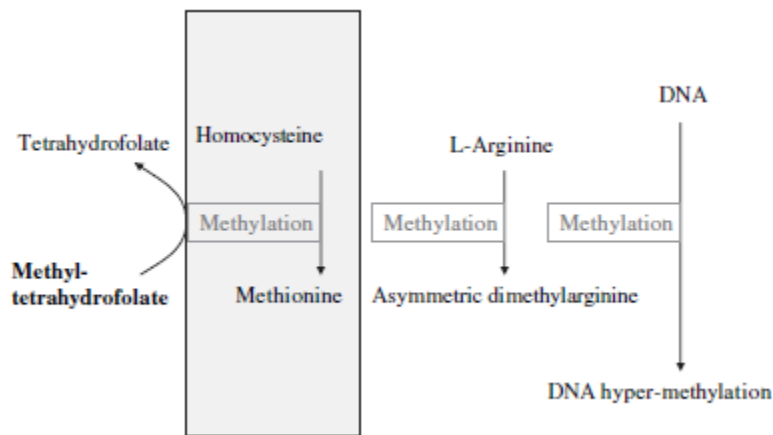 DNA
Tetrahydrofolate
Homocysteine
L-Arginine
Methylation
Methylation
Methylation
Methyl-
tetrahydrofolate
Methionine
Asymmetric dimethylarginine
DNA hyper-methylation